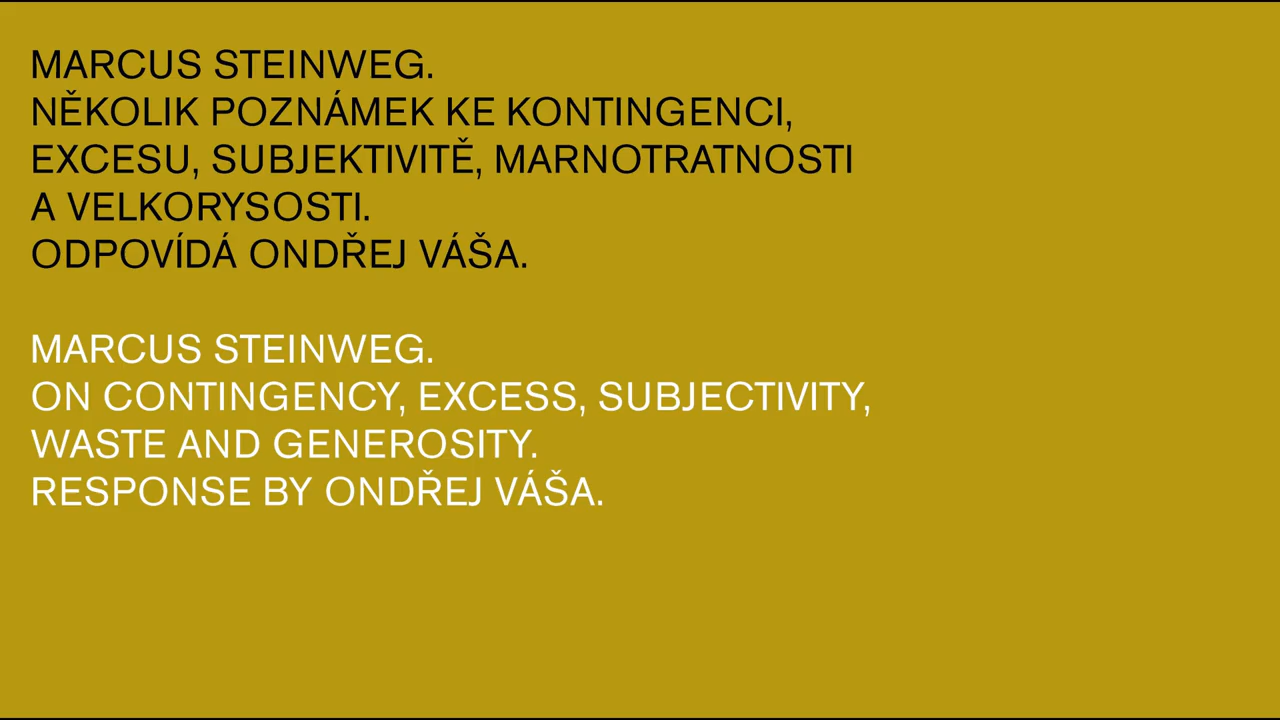 MARCUS STEINWEG.
NĚKOLIK POZNÁMEK KE KONTINGENCI,
EXCESU, SUBJEKTIVITĚ, MARNOTRATNOSTI
A VELKORYSOSTI.
ODPOVÍDÁ ONDŘEJ VÁŠA.
MARCUS STEINWEG.
ON CONTINGENCY, EXCESS, SUBJECTIVITY,
WASTE AND GENEROSITY.
RESPONSE BY ONDŘEJ VÁŠA.